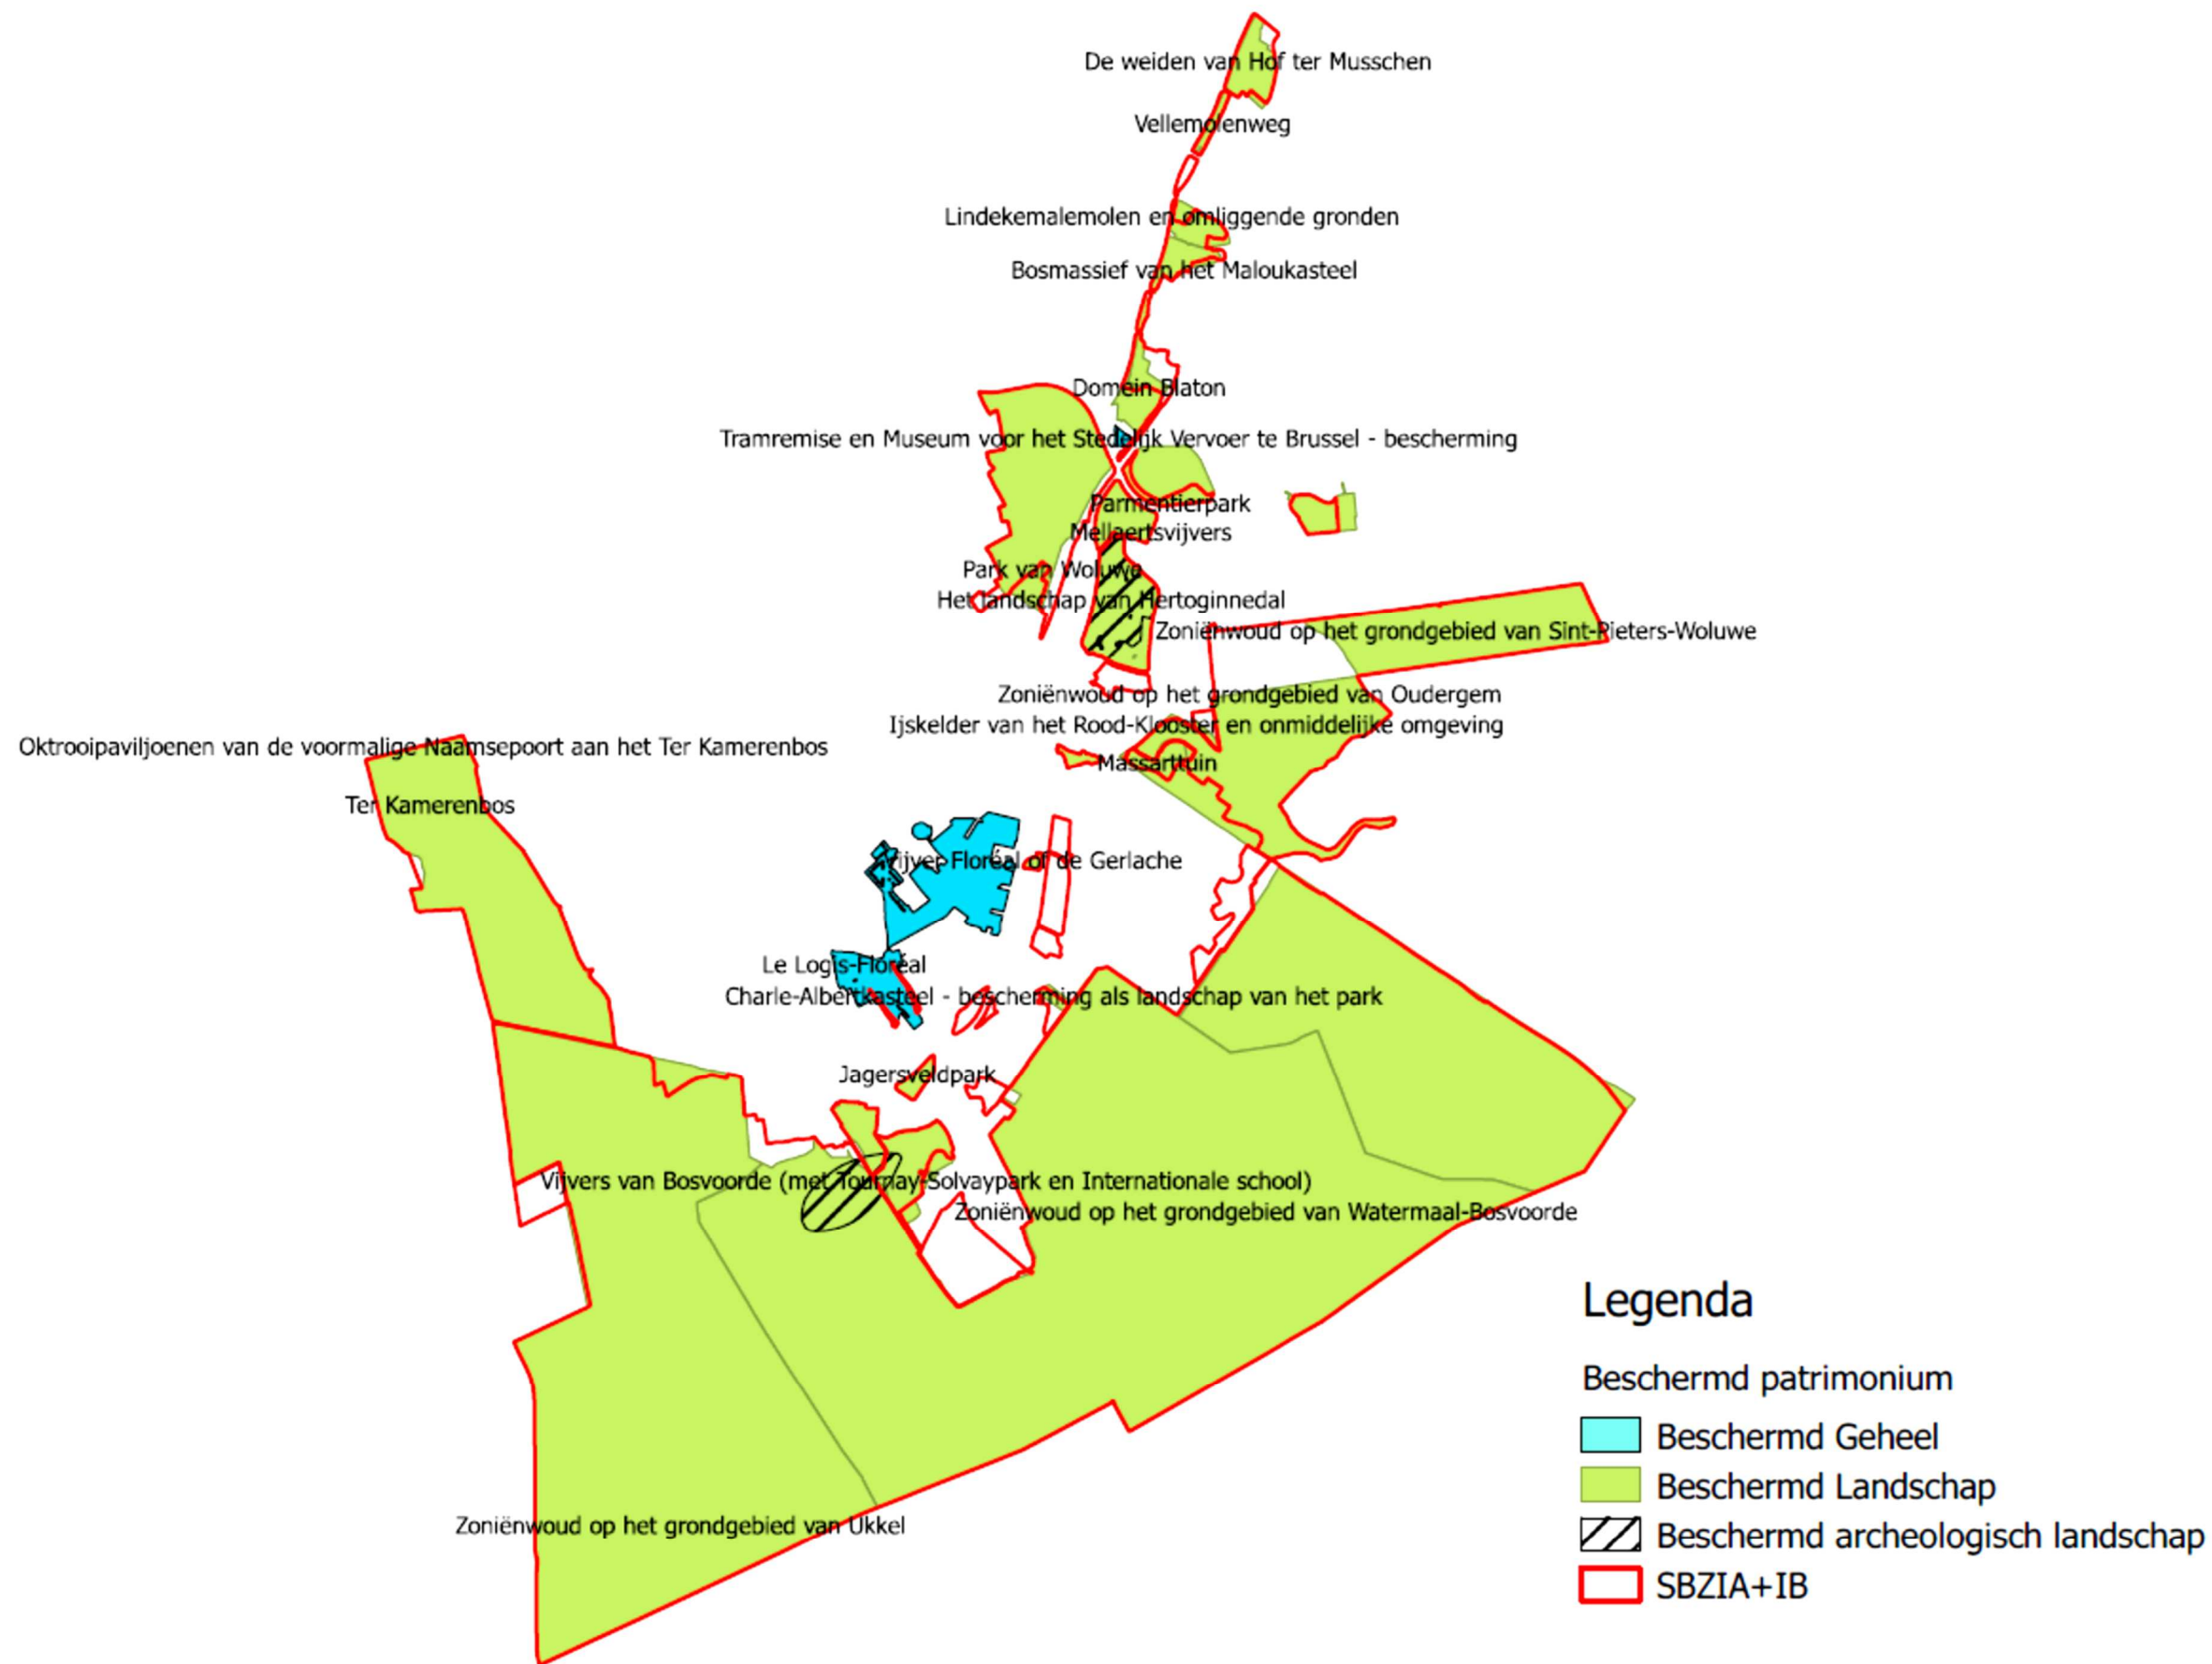 De weiden van Hof ter Musschen
Vellemolenweg
Lindekemalemolen en omliggende gronden
Bosmassief van het Maloukasteel
Domein Blaton
Tramremise en Museum voor het Stedelijk Vervoer te Brussel - bescherming
Parmentierpark
Mellaertsvijvers
Park van Woluwe
Het landschap van Hertoginnedal
Zoniënwoud op het grondgebied van Sint-Pieters-Woluwe
Zoniënwoud op het grondgebied van Oudergem
Ijskelder van het Rood-Klooster en onmiddelijke omgeving
Oktrooipaviljoenen van de voormalige Naamsepoort aan het Ter Kamerenbos
Massarttuin
Ter Kamerenbos
Vijver Floréal of de Gerlache
Le Logis-Floréal
Charle-Albertkasteel - bescherming als landschap van het park
Jagersveldpark
Vijvers van Bosvoorde (met Tournay-Solvaypark en Internationale school)
Zoniënwoud op het grondgebied van Watermaal-Bosvoorde
Zoniënwoud op het grondgebied van Ukkel
Legenda
Beschermd patrimonium
Beschermd Geheel
Beschermd Landschap
Beschermd archeologisch landschap
SBZIA+IB